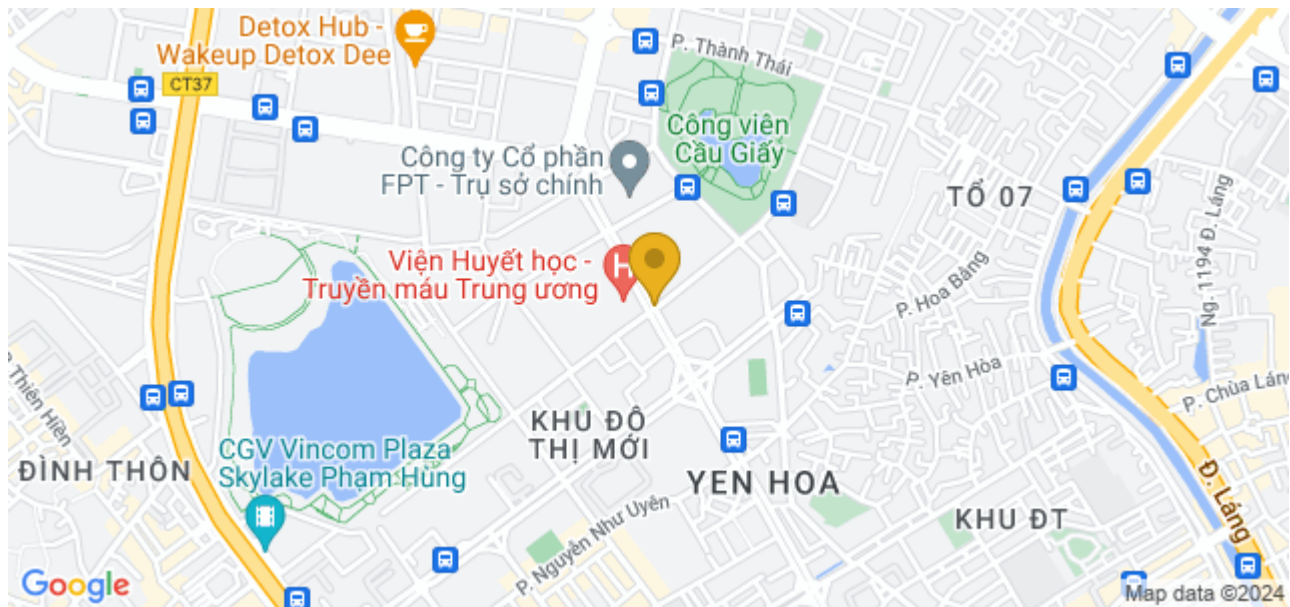 Detox Hub -
Wakeup Detox Dee
P. Thành Thái
CT37
Công viên
Cầu Giấy
Công ty Cổ phần
FPT - Trụ sở chính
TỔ 07
Ng. 1194 Đ. Láng
Viện Huyết học -
Truyền máu Trung ương
H
P. Hoa Bằng
P. Thiên Hiền
P. Yên Hòa
P. Chùa Láng
KHU ĐÔ
THỊ MỚI
CGV Vincom Plaza
Skylake Phạm Hùng
ĐÌNH THÔN
YEN HOA
Đ. Láng
KHU ĐT
P. Nguyễn Như Uyên
Google
Map data ©2024